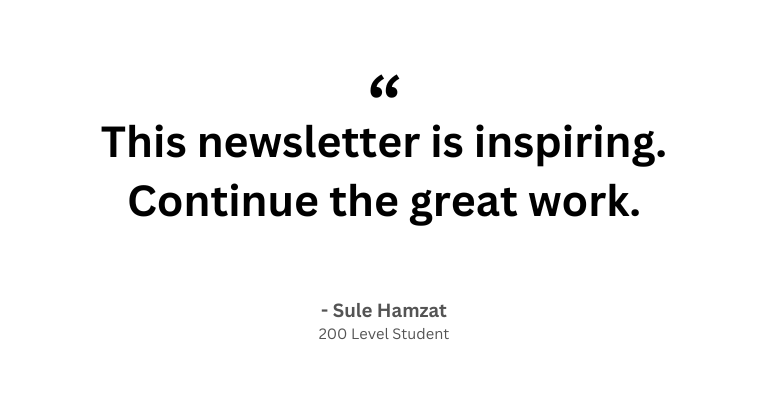 “
This newsletter is inspiring.
Continue the great work.
- Sule Hamzat
200 Level Student